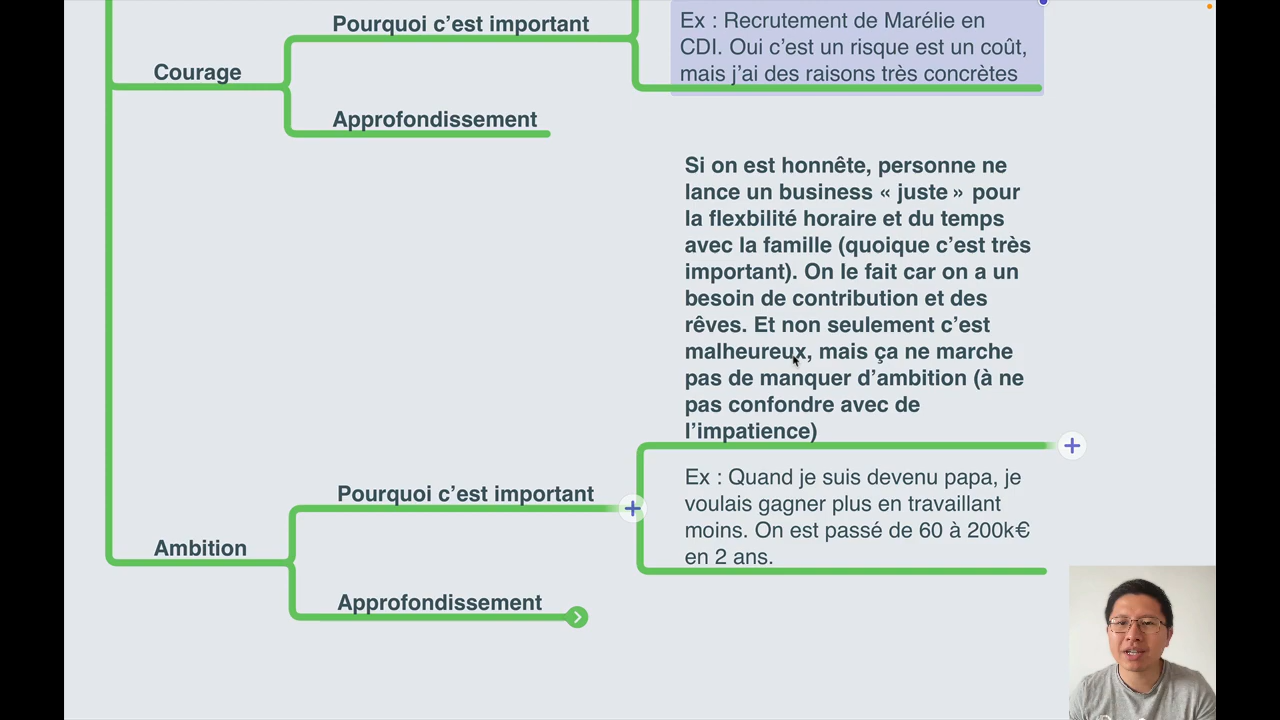 Pourquoi c’est important
Ex : Recrutement de Marélie en
CDI. Oui c’est un risque est un coût,
mais j’ai des raisons très concrètes
Courage
Approfondissement
Si on est honnête, personne ne
lance un business « juste » pour
la flexbilité horaire et du temps
avec la famille (quoique c’est très
important). On le fait car on a un
besoin de contribution et des
rêves. Et non seulement c’est
malheureux, mais ça ne marche
pas de manquer d’ambition (à ne
pas confondre avec de
l’impatience)
Pourquoi c’est important
Ex : Quand je suis devenu papa, je
voulais gagner plus en travaillant
moins. On est passé de 60 à 200k€
en 2 ans.
Ambition
Approfondissement